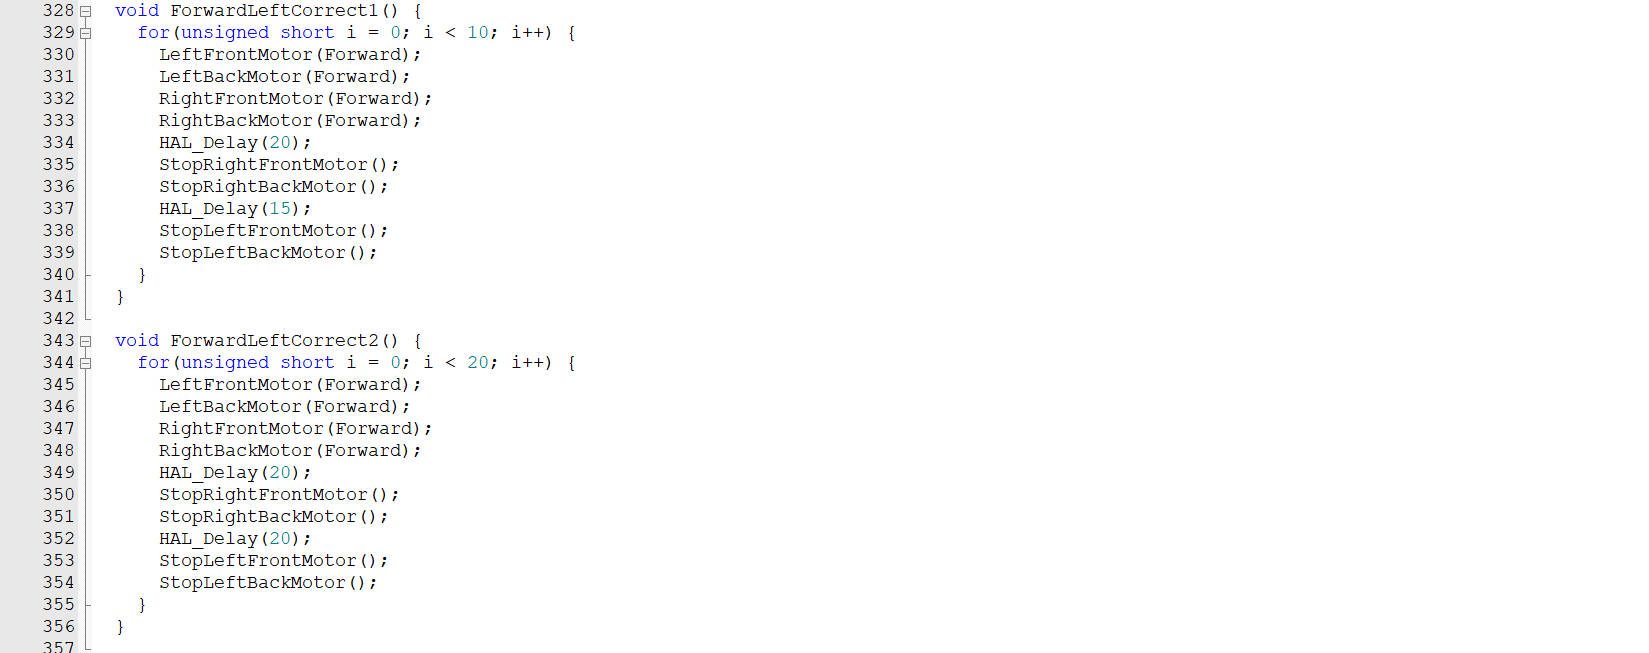 328 void ForwardLeftCorrect1() {
329 for(unsigned short i = 0; i < 10; i++) {
330 LeftFrontMotor(Forward);
331 LeftBackMotor(Forward);
332 RightFrontMotor(Forward);
333 RightBackMotor(Forward);
334 HAL_Delay(20);
335 StopRightFrontMotor();
336 StopRightBackMotor();
337 HAL_Delay(15);
338 StopLeftFrontMotor();
339 StopLeftBackMotor();
340 }
341 }
342
343 void ForwardLeftCorrect2() {
344 for(unsigned short i = 0; i < 20; i++) {
345 LeftFrontMotor(Forward);
346 LeftBackMotor(Forward);
347 RightFrontMotor(Forward);
348 RightBackMotor(Forward);
349 HAL_Delay(20);
350 StopRightFrontMotor();
351 StopRightBackMotor();
352 HAL_Delay(20);
353 StopLeftFrontMotor();
354 StopLeftBackMotor();
355 }
356 }
357